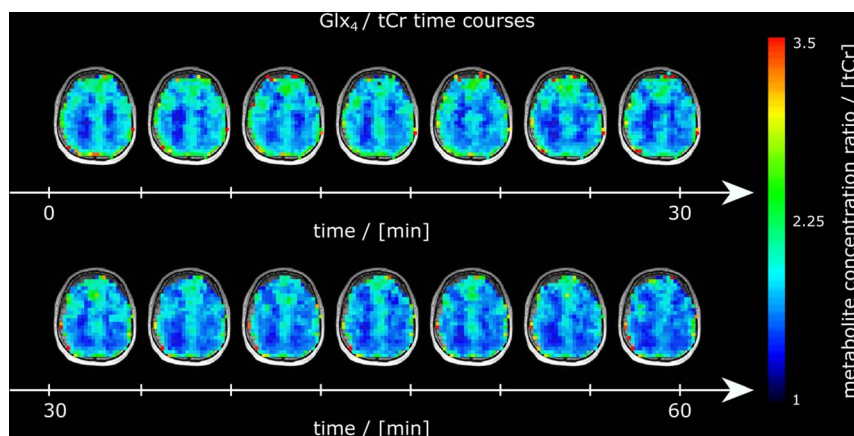 Glx₄ / tCr time courses
3.5
2.25
1
metabolite concentration ratio / [tCr]
0
30
time / [min]
30
60
time / [min]